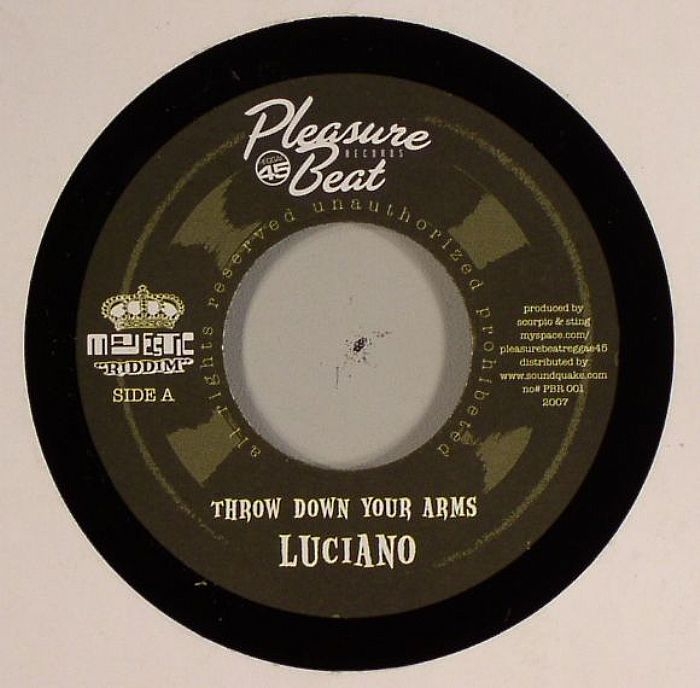 Pleasure
RECORDS
REGGAE
45
Beat
all rights reserved unauthorized prohibeted
MAJESTIC
"RIDDIM"
SIDE A
produced by
scorpio & sting
myspace.com/
pleasurebeatreggae45
distributed by
www.soundquake.com
no# PBR 001
2007
THROW DOWN YOUR ARMS
LUCIANO